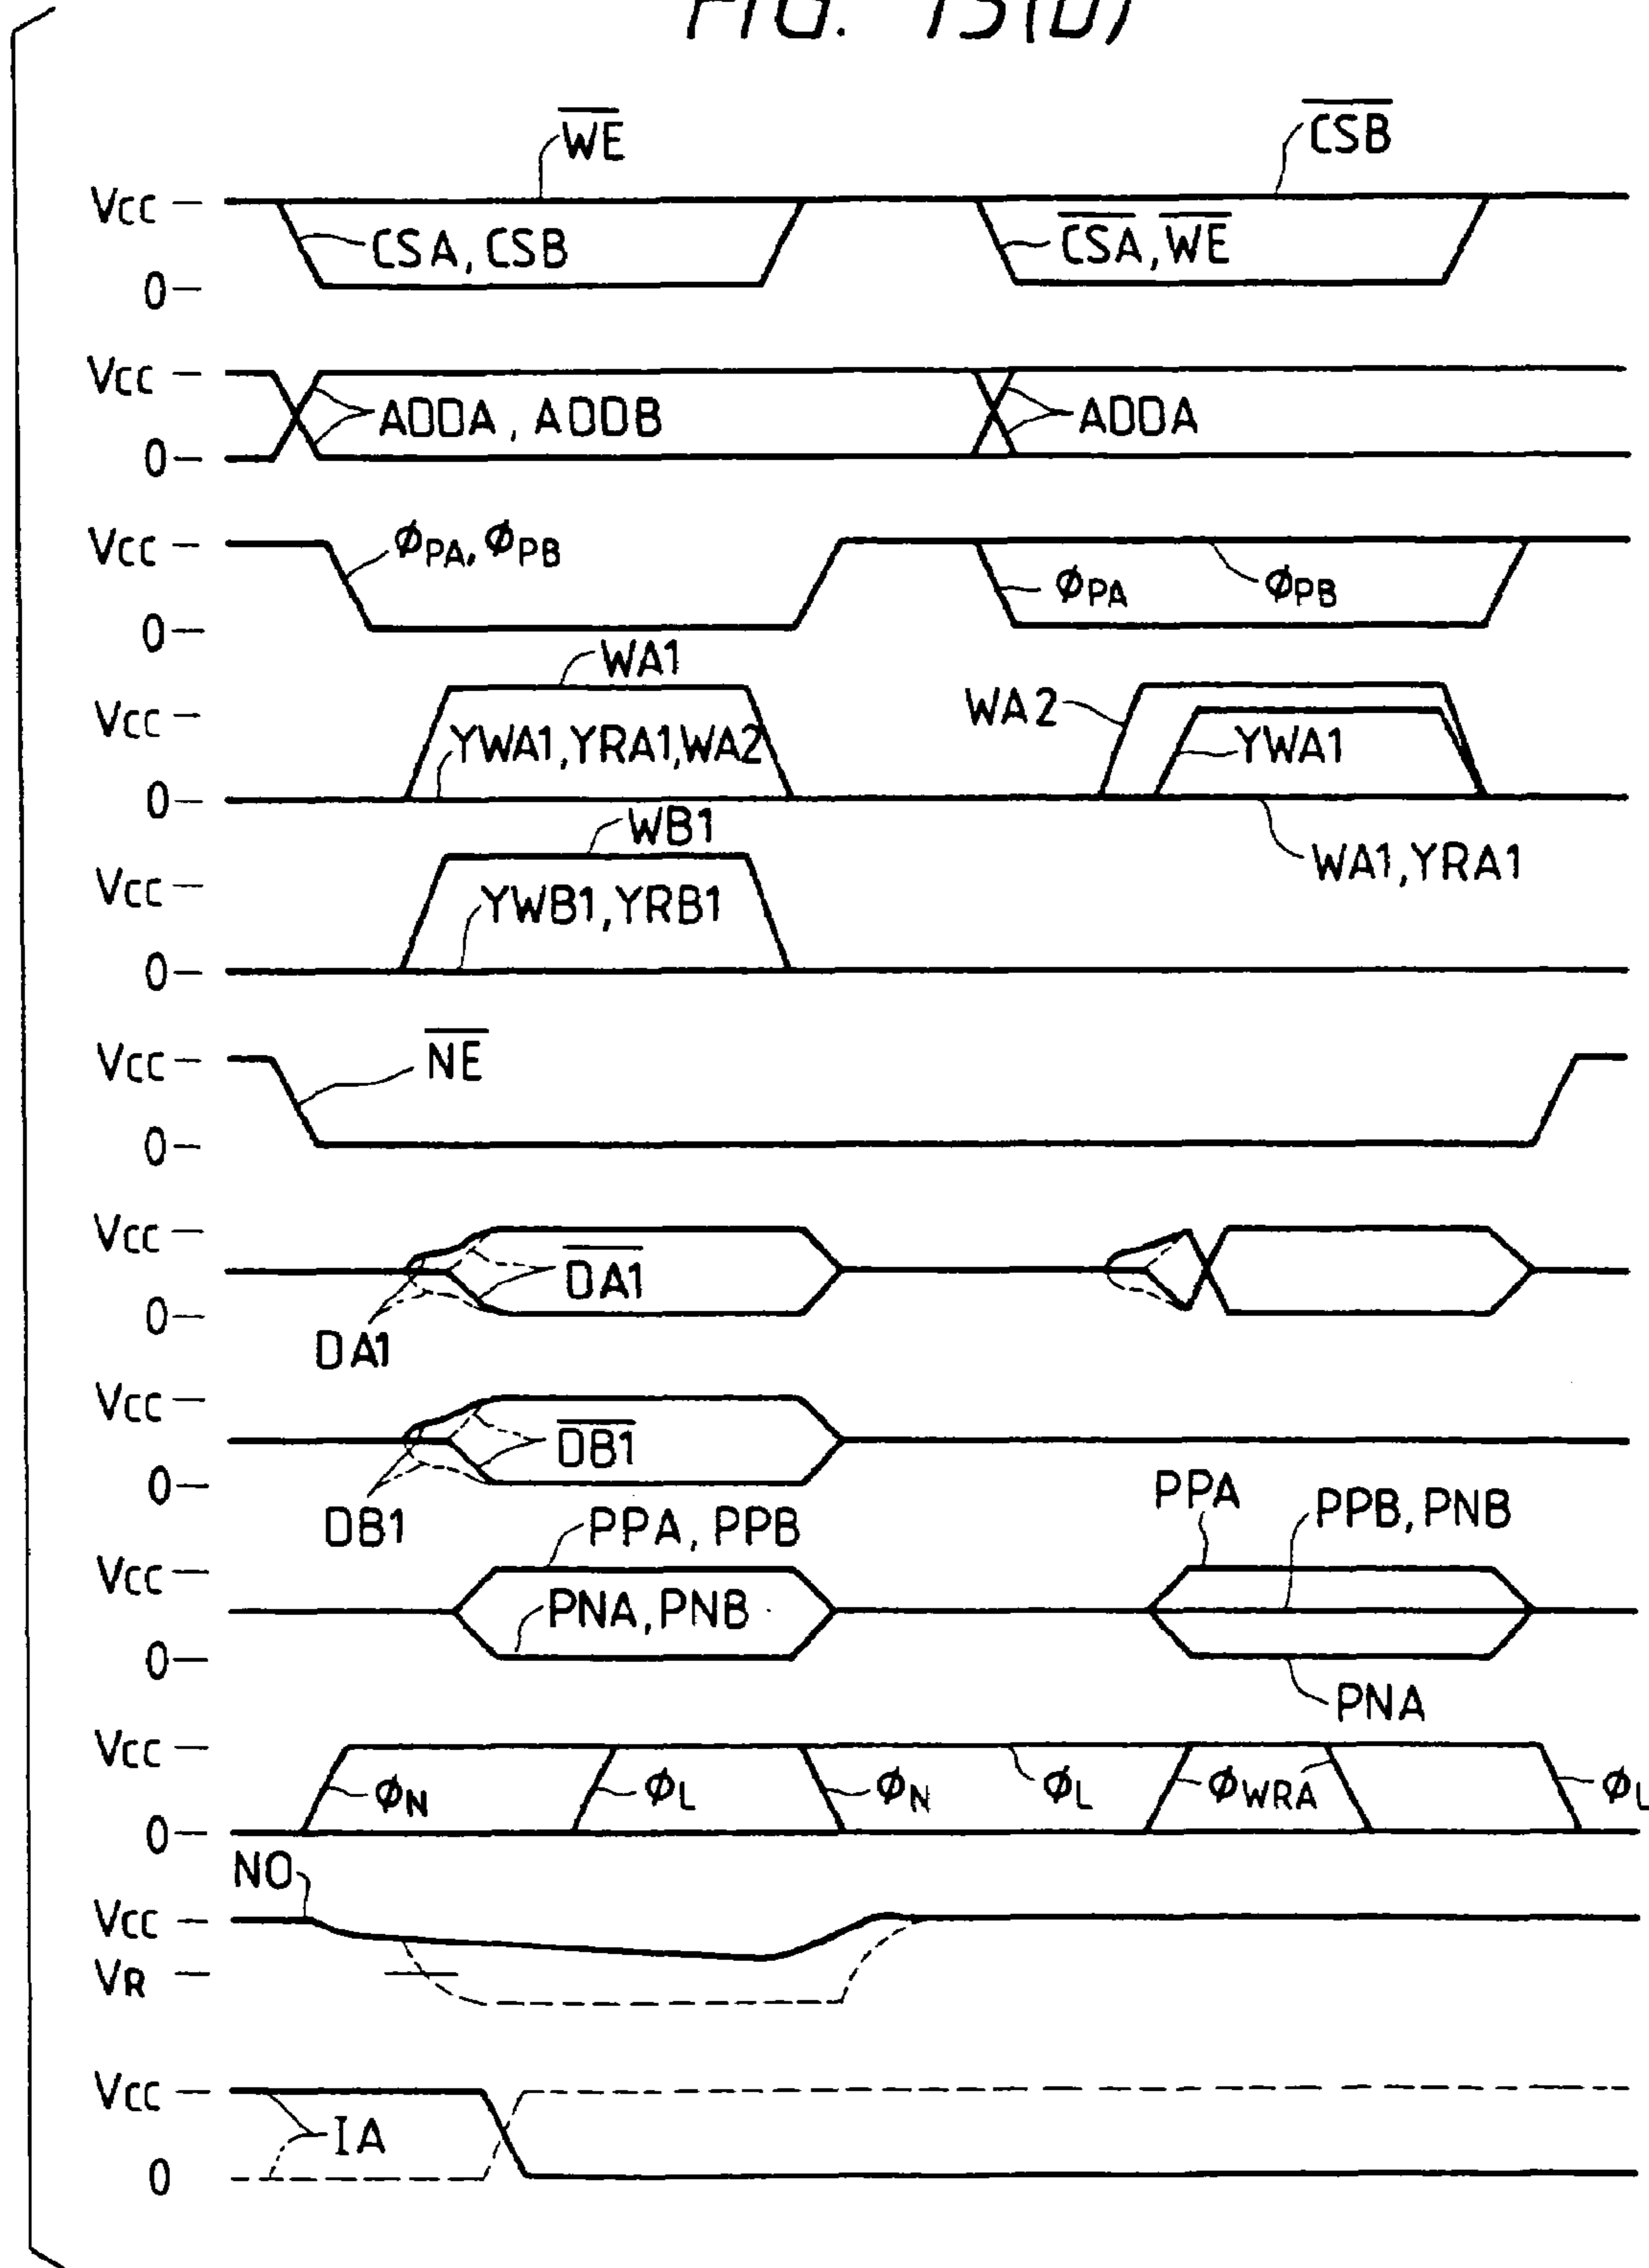 FIG.
WE
CSB
Vcc
CSA, CSB
CSA, WE
0
Vcc
ADDA, ADDB
ADDA
0
Vcc
ΦPA, ΦPB
ΦPA
ΦPB
0
WA1
Vcc
YWA1, YRA1, WA2
WA2
YWA1
0
WB1
WA1, YRA1
Vcc
YWB1, YRB1
0
Vcc
NE
0
Vcc
DA1
0
DA1
Vcc
DB1
0
DB1
PPA, PPB
PPA
PPB, PNB
Vcc
PNA, PNB
0
PNA
Vcc
ΦN
ΦL
ΦN
ΦL
ΦWRA
ΦL
0
NO
Vcc
VR
Vcc
IA
0